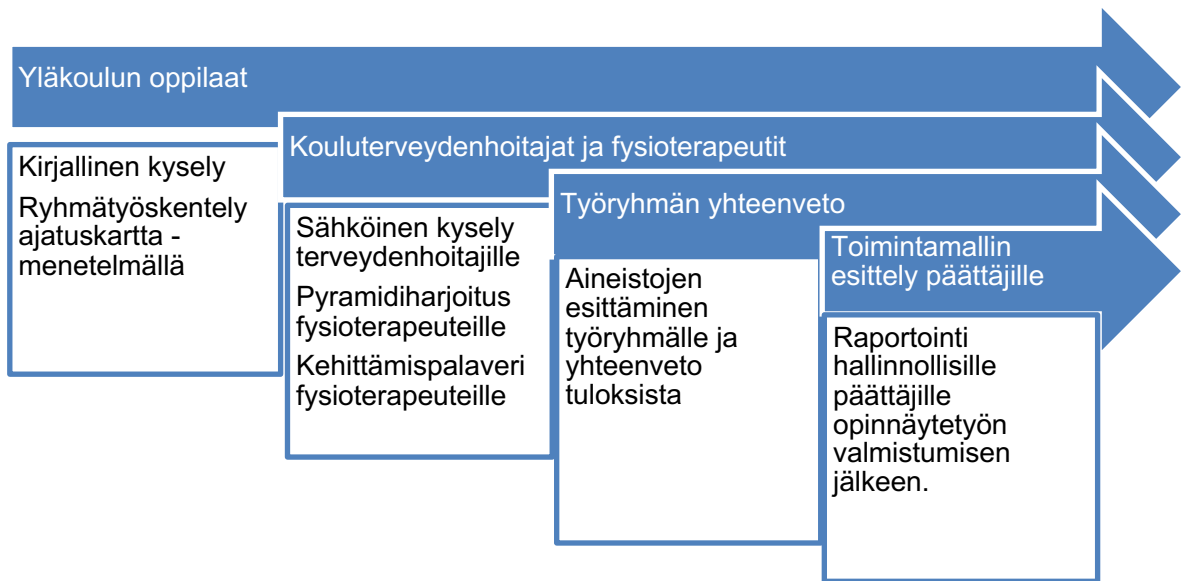 Yläkoulun oppilaat
Kirjallinen kysely
Ryhmätyöskentely
ajatuskartta -
menetelmällä
Kouluterveydenhoitajat ja fysioterapeutit
Sähköinen kysely
terveydenhoitajille
Pyramidiharjoitus
fysioterapeuteille
Kehittämispalaveri
fysioterapeuteille
Työryhmän yhteenveto
Aineistojen
esittäminen
työryhmälle ja
yhteenveto
tuloksista
Toimintamallin
esittely päättäjille
Raportointi
hallinnollisille
päättäjille
opinnäytetyön
valmistumisen
jälkeen.